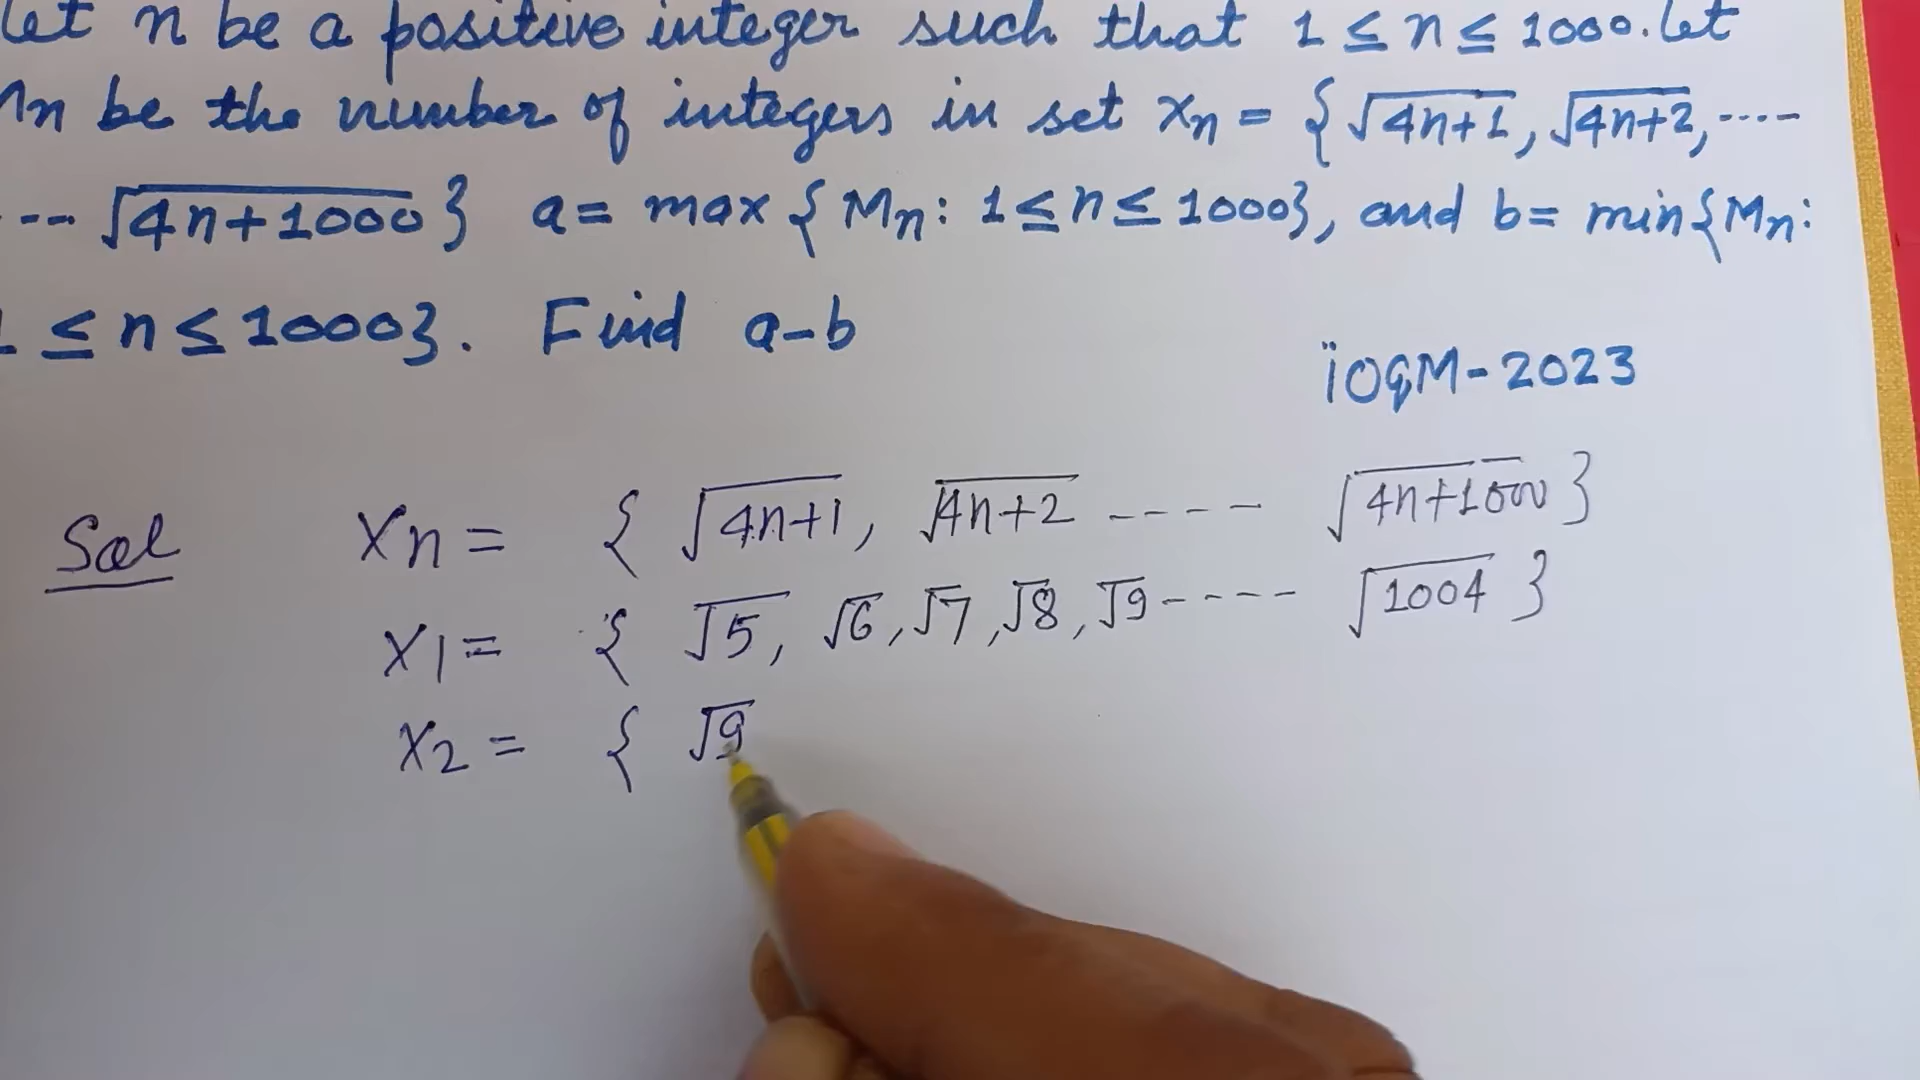 let n be a positive integer such that 1 ≤ n ≤ 1000. let
Mn be the number of integers in set xn = {√4n+1, √4n+2, ....
--- √4n+1000} a = max {Mn: 1≤n≤1000}, and b = min{Mn:
1 ≤ n ≤ 1000}. Find a-b
IOQM-2023
Sol xn = {√4n+1, √4n+2 ---- √4n+1000}
x1 = {√5, √6, √7, √8, √9---- √1004}
x2 = {√9